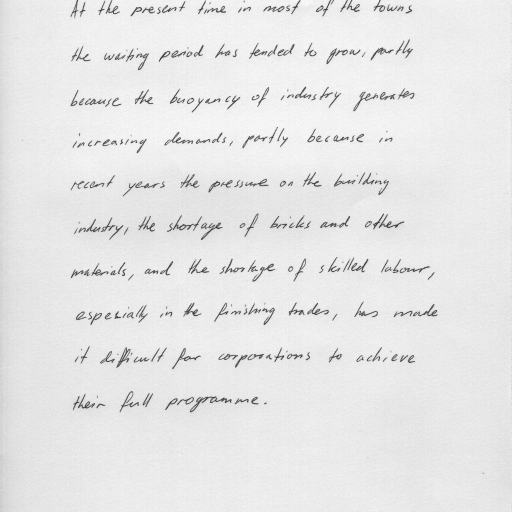 At the present time in most of the towns
the waiting period has tended to grow, partly
because the buoyancy of industry generates
increasing demands, partly because in
recent years the pressure on the building
industry, the shortage of bricks and other
materials, and the shortage of skilled labour,
especially in the finishing trades, has made
it difficult for corporations to achieve
their full programme.